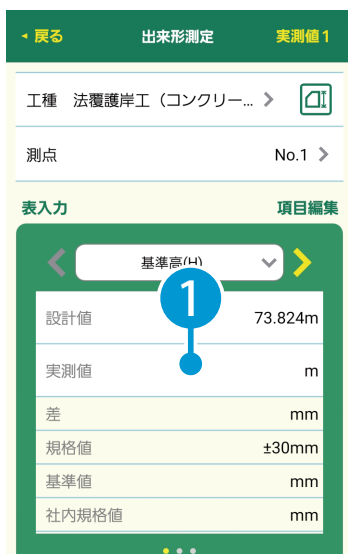 戻る 出来形測定 実測値1
工種 法覆護岸工（コンクリー...
測点 No.1
表入力 項目編集
基準高(H)
1
設計値 73.824m
実測値 m
差 mm
規格値 ±30mm
基準値 mm
社内規格値 mm